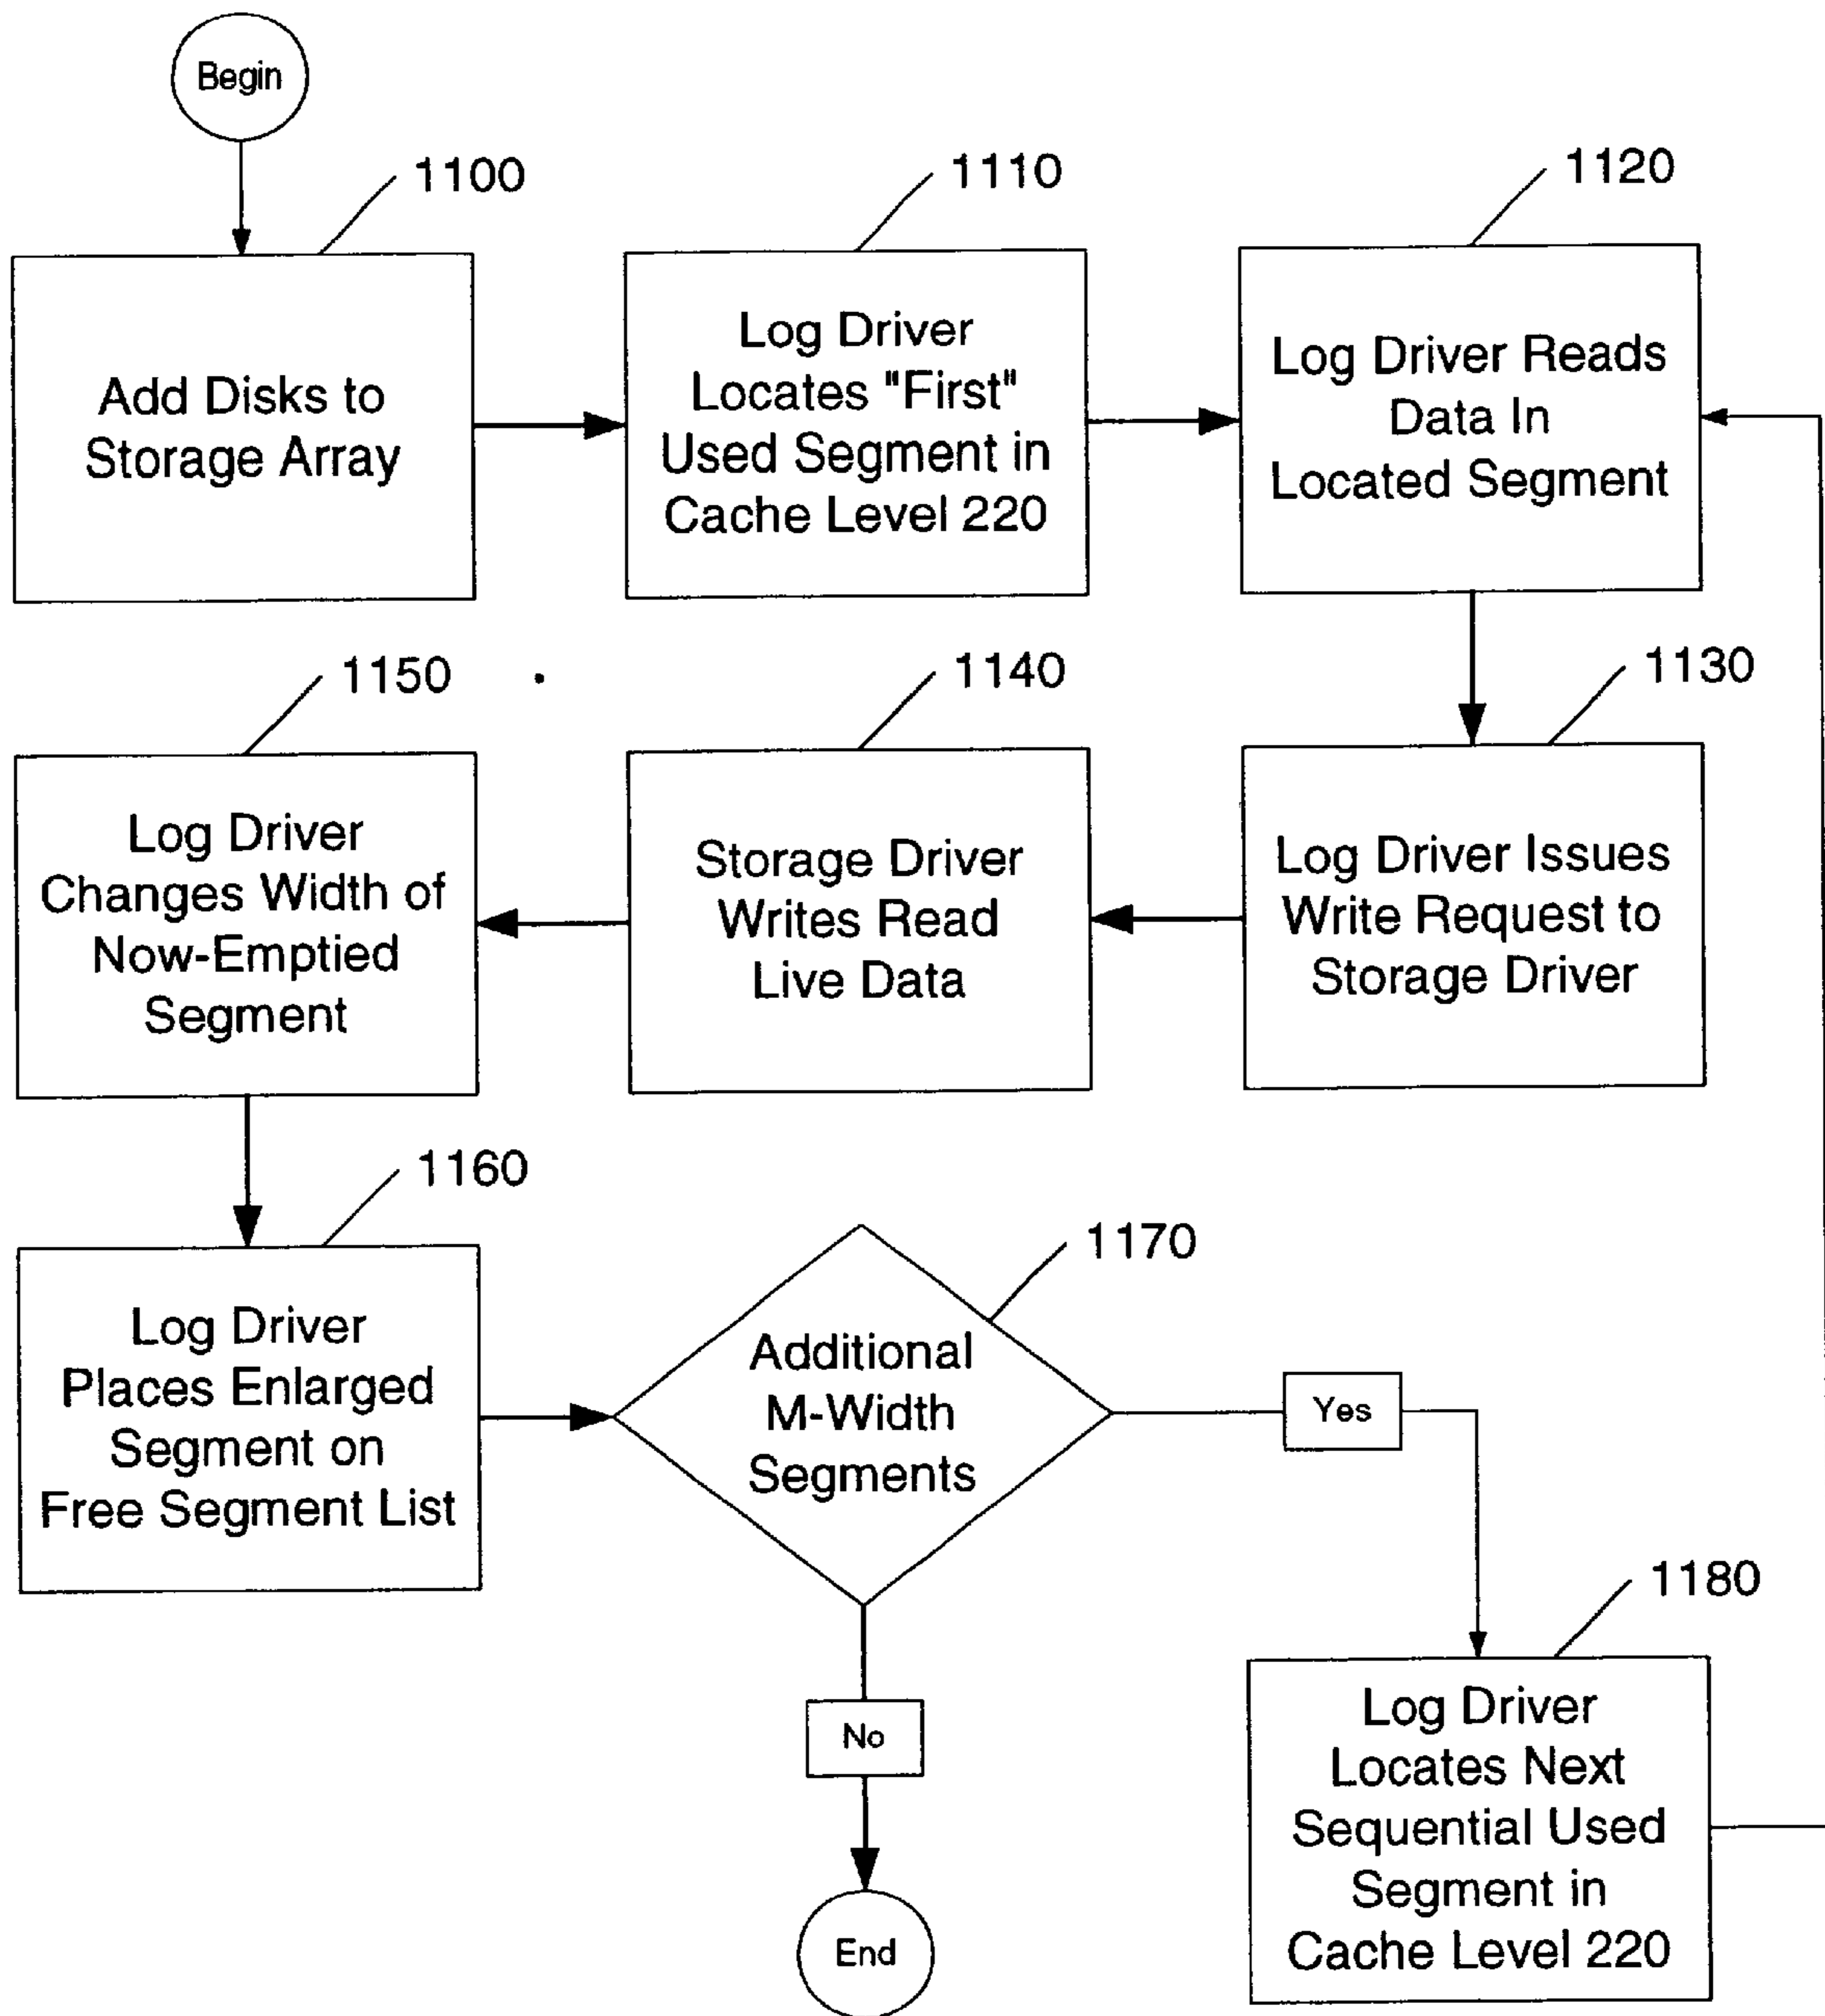 Begin
1100
Add Disks to
Storage Array
1110
Log Driver
Locates "First"
Used Segment in
Cache Level 220
1120
Log Driver Reads
Data In
Located Segment
1130
Log Driver Issues
Write Request to
Storage Driver
1140
Storage Driver
Writes Read
Live Data
1150
Log Driver
Changes Width of
Now-Emptied
Segment
1160
Log Driver
Places Enlarged
Segment on
Free Segment List
1170
Additional
M-Width
Segments
Yes
No
1180
Log Driver
Locates Next
Sequential Used
Segment in
Cache Level 220
End